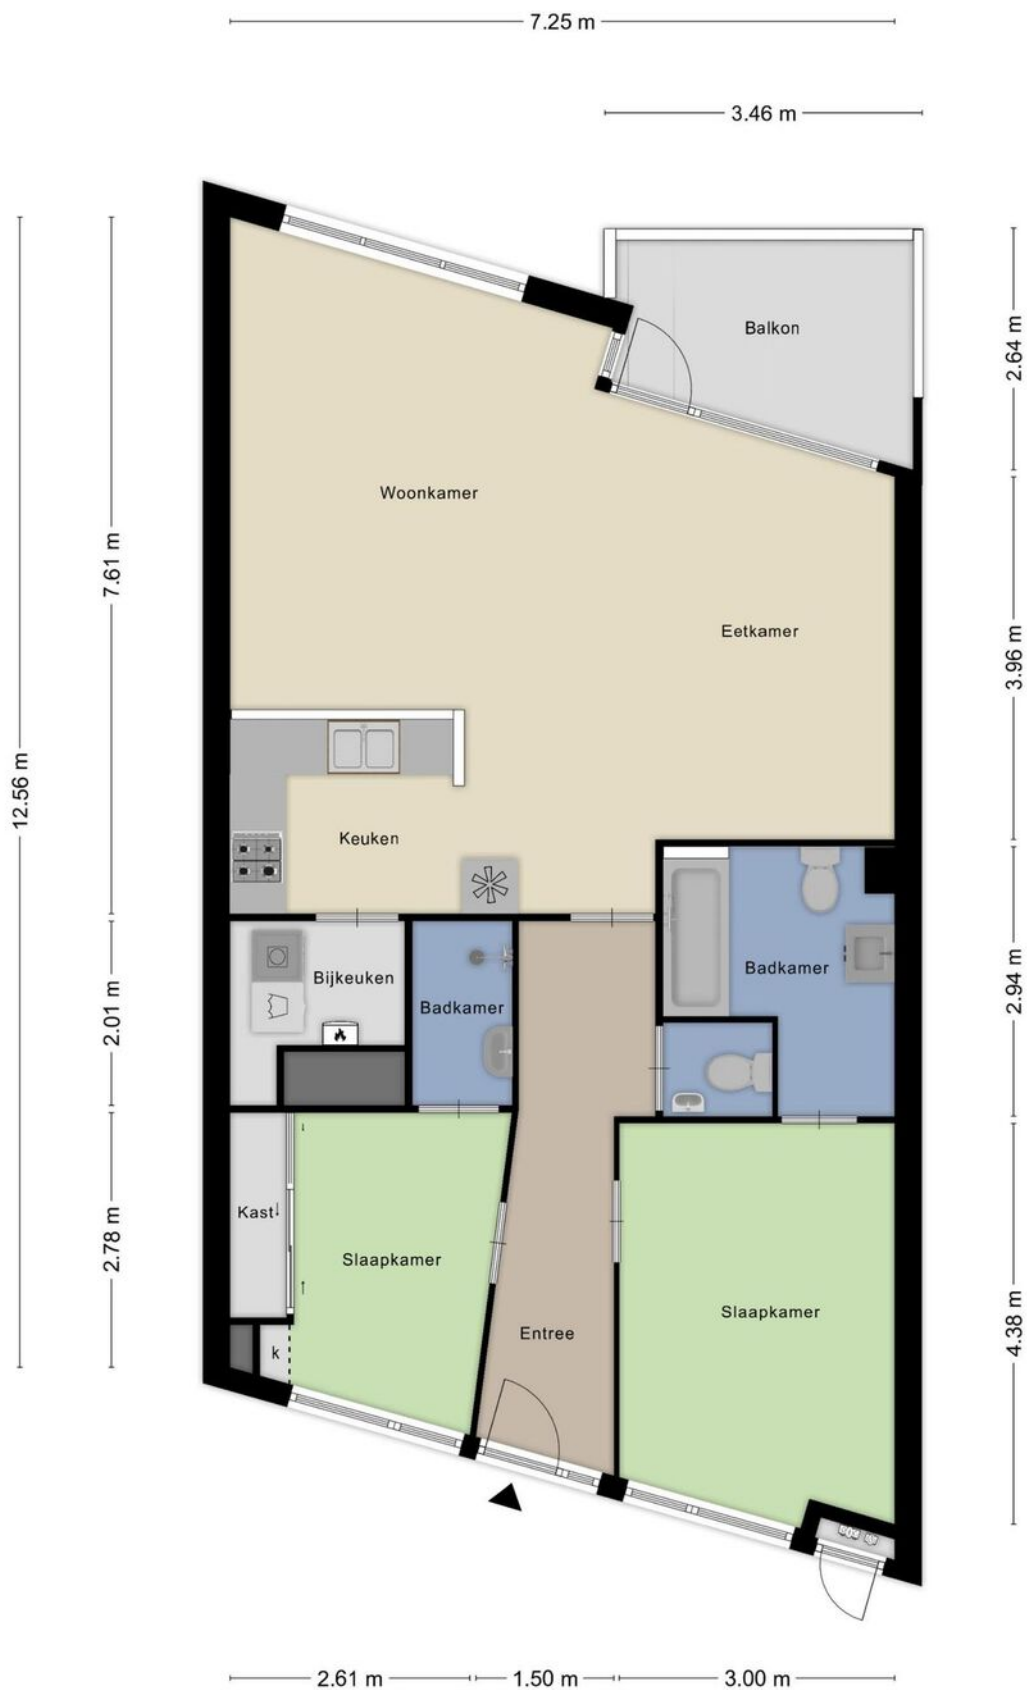 7.25 m
3.46 m
Balkon
2.64 m
Woonkamer
7.61 m
Eetkamer
3.96 m
12.56 m
Keuken
Bijkeuken
Badkamer
Badkamer
2.01 m
2.94 m
Kast
Slaapkamer
2.78 m
Slaapkamer
Entree
k
4.38 m
2.61 m
1.50 m
3.00 m